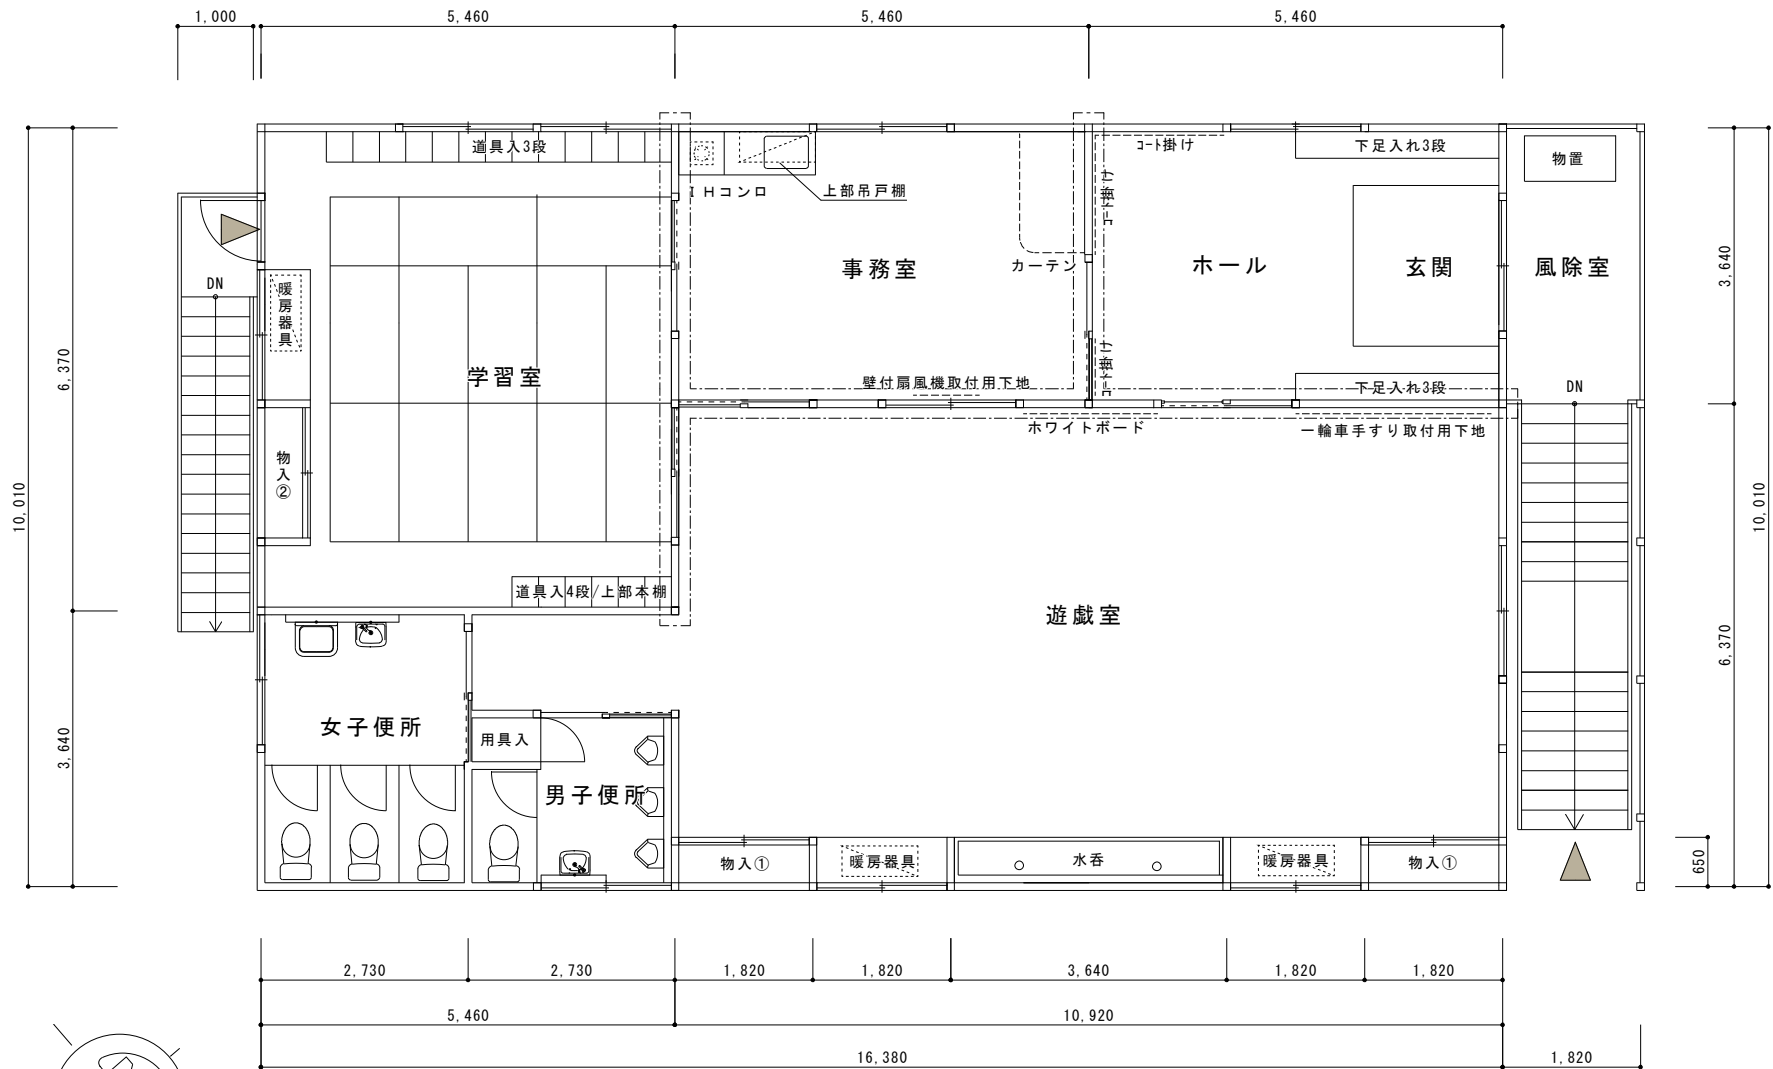 1,000
5,460
5,460
5,460
道具入3段
IHコンロ
上部吊戸棚
コート掛け
下足入れ3段
物置
コート掛け
事務室
カーテン
ホール
玄関
風除室
DN
暖房器具
学習室
壁付扇風機取付用下地
コート掛け
下足入れ3段
DN
ホワイトボード
一輪車手すり取付用下地
物入②
道具入4段/上部本棚
遊戯室
女子便所
用具入
男子便所
物入①
暖房器具
水呑
暖房器具
物入①
10,010
6,370
3,640
3,640
6,370
650
10,010
2,730
2,730
1,820
1,820
3,640
1,820
1,820
5,460
10,920
16,380
1,820